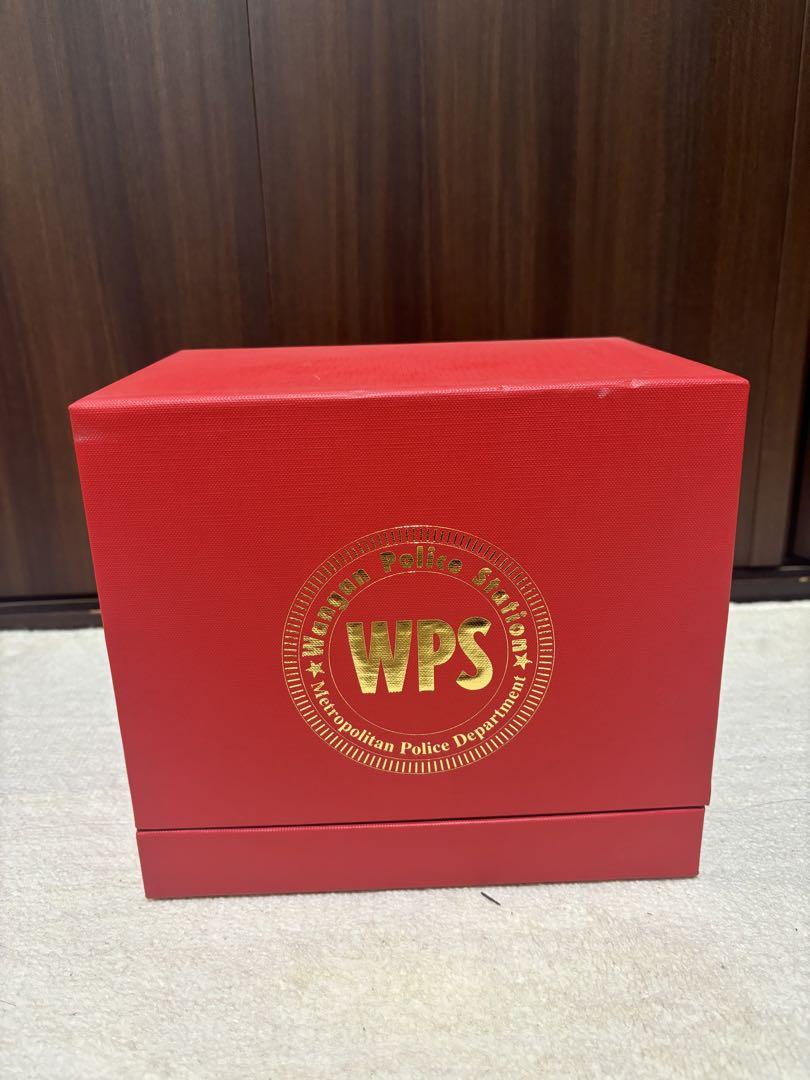 Wangan Police Station
WPS
★ Metropolitan Police Department ★